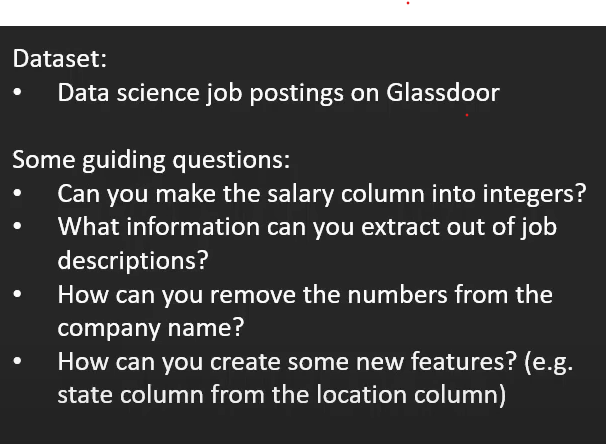 Dataset:
• Data science job postings on Glassdoor
Some guiding questions:
• Can you make the salary column into integers?
• What information can you extract out of job
descriptions?
• How can you remove the numbers from the
company name?
• How can you create some new features? (e.g.
state column from the location column)